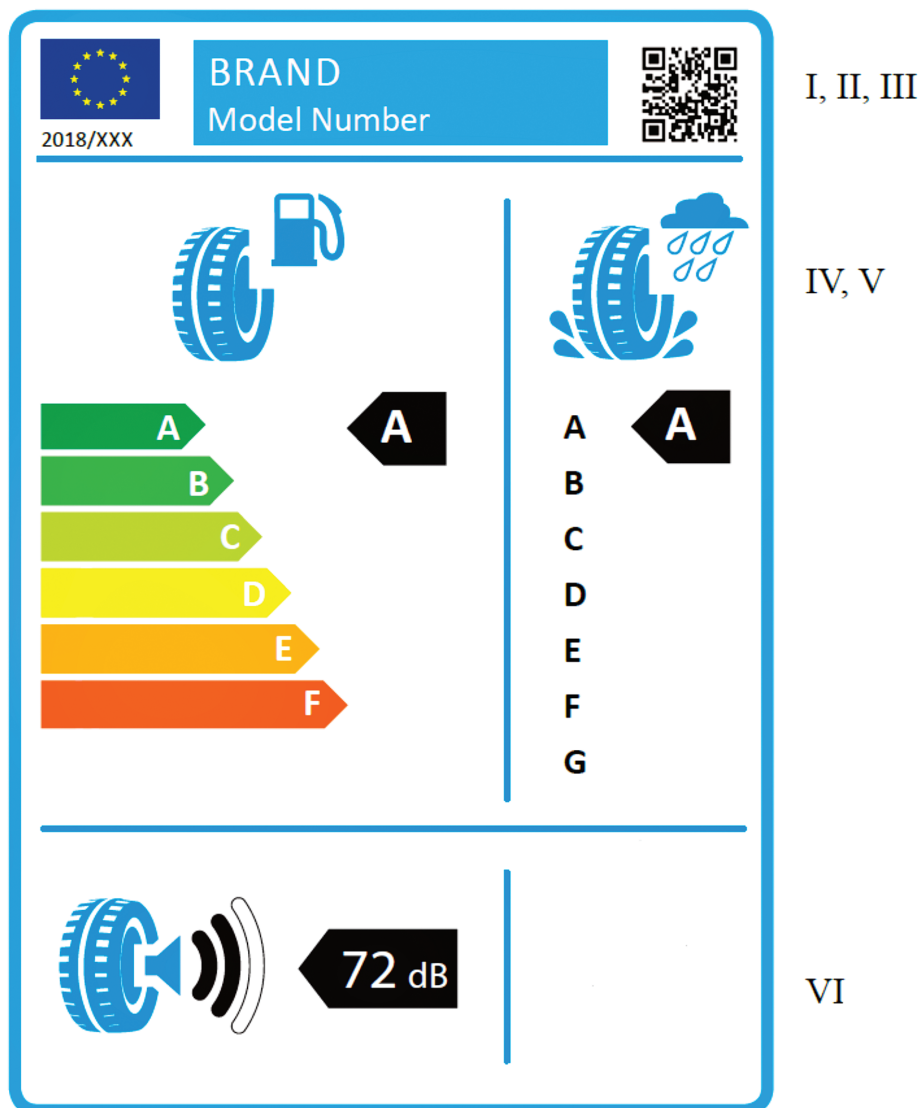 BRAND
Model Number
2018/XXX
I, II, III
IV, V
A
B
C
D
E
F
A
A
B
C
D
E
F
G
A
72 dB
VI